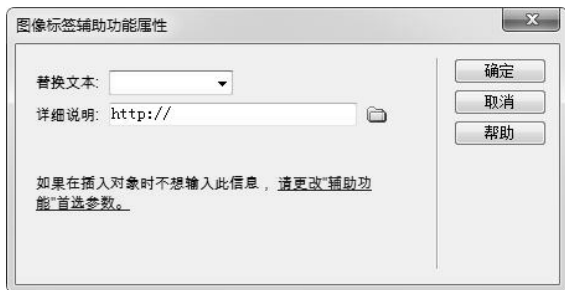 图像标签辅助功能属性
替换文本:
详细说明: http://
如果在插入对象时不想输入此信息，请更改"辅助功
能"首选参数。
确定
取消
帮助